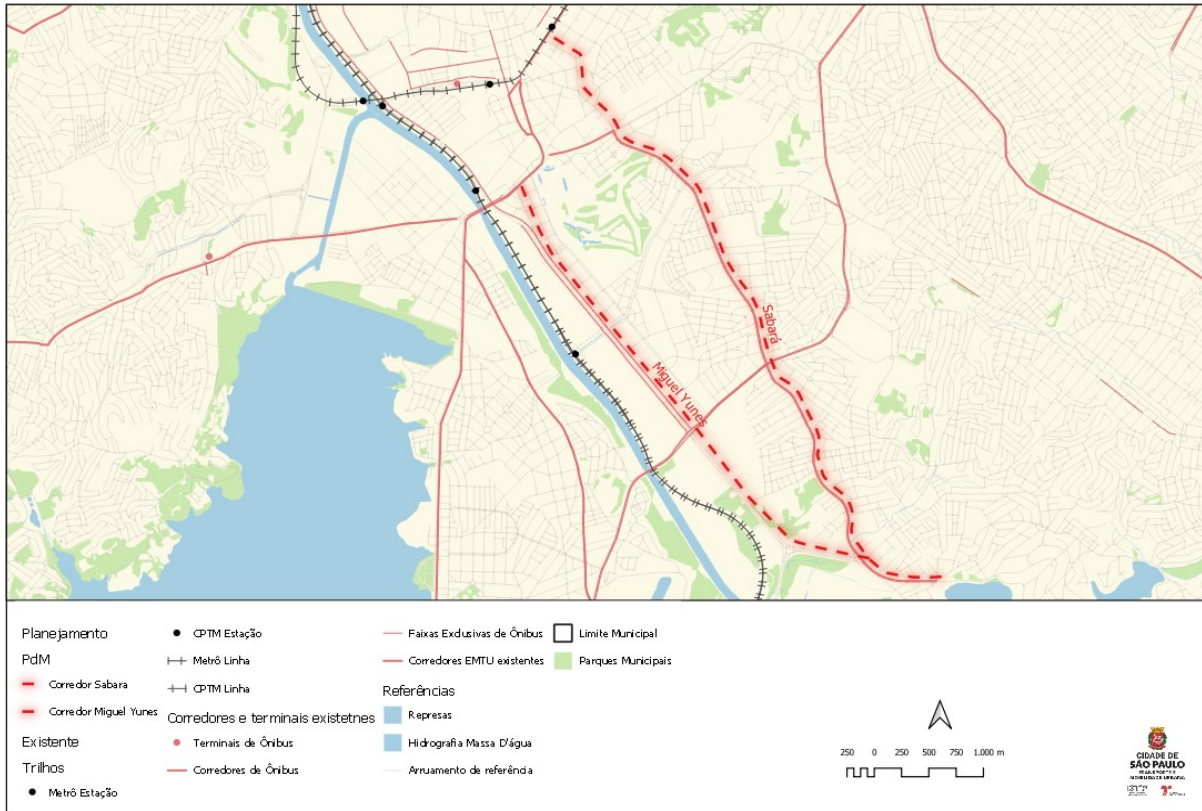 Sabará
Miguel Yunes
Planejamento
PdM
Corredor Sabara
Corredor Miguel Yunes
Existente
Trilhos
Metrô Estação
CPTM Estação
Metrô Linha
CPTM Linha
Corredores e terminais existetnes
Terminais de Ônibus
Corredores de Ônibus
Faixas Exclusivas de Ônibus
Corredores EMTU existentes
Referências
Represas
Hidrografia Massa D'água
Arruamento de referência
Limite Municipal
Parques Municipais
250 0 250 500 750 1.000 m
CIDADE DE
SÃO PAULO
TRANSPORTE E
MOBILIDADE URBANA